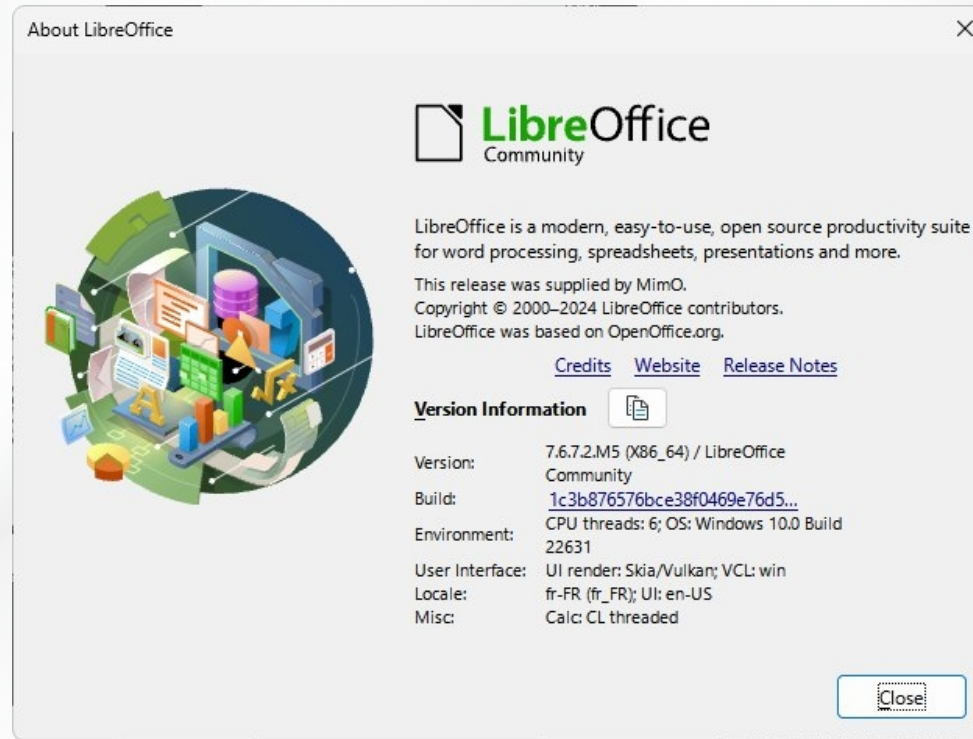 About LibreOffice
LibreOffice
Community
LibreOffice is a modern, easy-to-use, open source productivity suite
for word processing, spreadsheets, presentations and more.
This release was supplied by MimO.
Copyright © 2000–2024 LibreOffice contributors.
LibreOffice was based on OpenOffice.org.
Credits Website Release Notes
Version Information
Version: 7.6.7.2.M5 (X86_64) / LibreOffice
Community
Build: 1c3b876576bce38f0469e76d5...
Environment: CPU threads: 6; OS: Windows 10.0 Build
22631
User Interface: UI render: Skia/Vulkan; VCL: win
Locale: fr-FR (fr_FR); UI: en-US
Misc: Calc: CL threaded
Close